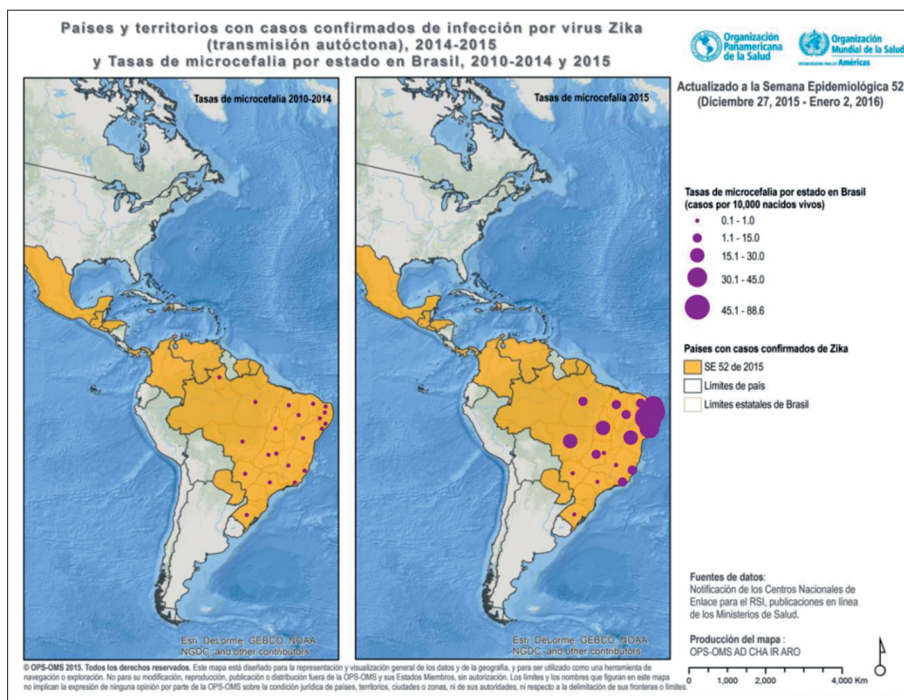 Países y territorios con casos confirmados de infección por virus Zika
(transmisión autóctona), 2014-2015
y Tasas de microcefalia por estado en Brasil, 2010-2014 y 2015
Organización
Panamericana
de la Salud
Organización
Mundial de la Salud
OFICINA REGIONAL PARA LAS Américas
Actualizado a la Semana Epidemiológica 52
(Diciembre 27, 2015 - Enero 2, 2016)
Tasas de microcefalia 2010-2014
Tasas de microcefalia 2015
Tasas de microcefalia por estado en Brasil
(casos por 10,000 nacidos vivos)
0.1 - 1.0
1.1 - 15.0
15.1 - 30.0
30.1 - 45.0
45.1 - 88.6
Países con casos confirmados de Zika
SE 52 de 2015
Límites de país
Límites estatales de Brasil
Esri, DeLorme, GEBCO, NOAA
NGDC, and other contributors
Esri, DeLorme, GEBCO, NOAA
NGDC, and other contributors
Fuentes de datos:
Notificación de los Centros Nacionales de
Enlace para el RSI, publicaciones en línea
de los Ministerios de Salud.
Producción del mapa :
OPS-OMS AD CHA IR ARO
0 1,000 2,000 4,000 Km
© OPS-OMS 2015. Todos los derechos reservados. Este mapa está diseñado para la representación y visualización general de los datos y de la geografía, y para ser utilizado como una herramienta de
navegación o exploración. No para su modificación, reproducción, publicación o distribución fuera de la OPS-OMS y sus Estados Miembros, sin autorización. Los límites y los nombres que figuran en este mapa
no implican la expresión de ninguna opinión por parte de la OPS-OMS sobre la condición jurídica de países, territorios, ciudades o zonas, ni de sus autoridades, ni respecto a la delimitación de sus fronteras o límites.